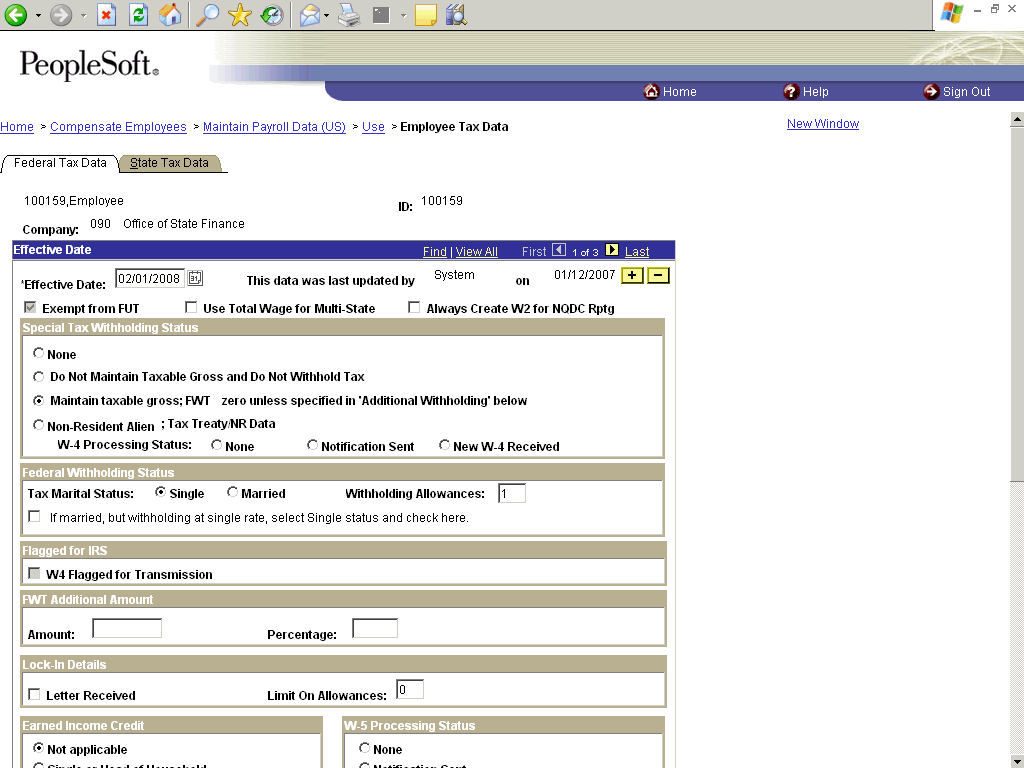 PeopleSoft®
Home Help Sign Out
Home > Compensate Employees > Maintain Payroll Data (US) > Use > Employee Tax Data New Window
Federal Tax Data State Tax Data
100159,Employee ID: 100159
Company: 090 Office of State Finance
Effective Date Find | View All First 1 of 3 Last
*Effective Date: 02/01/2008 This data was last updated by System on 01/12/2007 + −
Exempt from FUT Use Total Wage for Multi-State Always Create W2 for NQDC Rptg
Special Tax Withholding Status
None
Do Not Maintain Taxable Gross and Do Not Withhold Tax
Maintain taxable gross; FWT zero unless specified in 'Additional Withholding' below
Non-Resident Alien ; Tax Treaty/NR Data
W-4 Processing Status: None Notification Sent New W-4 Received
Federal Withholding Status
Tax Marital Status: Single Married Withholding Allowances: 1
If married, but withholding at single rate, select Single status and check here.
Flagged for IRS
W4 Flagged for Transmission
FWT Additional Amount
Amount: Percentage:
Lock-In Details
Letter Received Limit On Allowances: 0
Earned Income Credit W-5 Processing Status
Not applicable None
Single or Head of Household Notification Sent